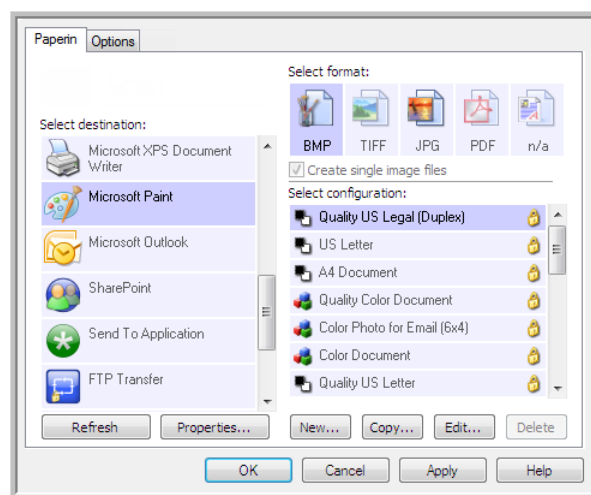 Paperin Options
Select format:
BMP TIFF JPG PDF n/a
Create single image files
Select destination:
Microsoft XPS Document
Writer
Microsoft Paint
Microsoft Outlook
SharePoint
Send To Application
FTP Transfer
Select configuration:
Quality US Legal (Duplex)
US Letter
A4 Document
Quality Color Document
Color Photo for Email (6x4)
Color Document
Quality US Letter
Refresh Properties... New... Copy... Edit... Delete
OK Cancel Apply Help